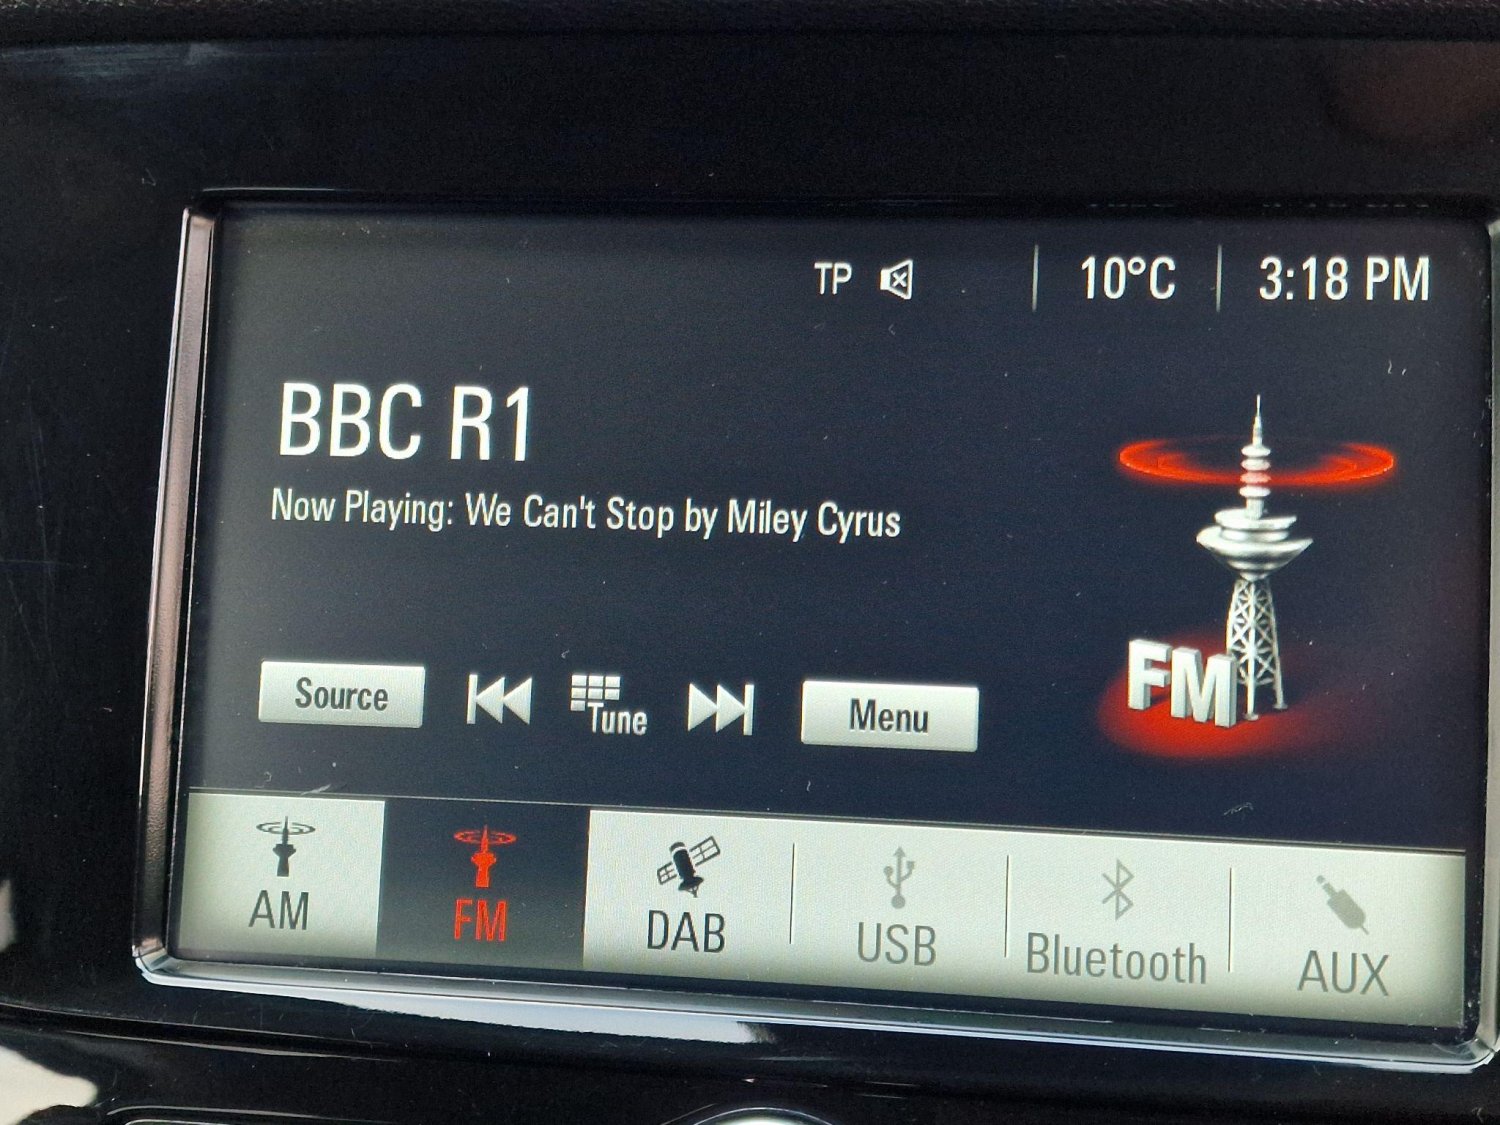 TP 10°C 3:18 PM
BBC R1
Now Playing: We Can't Stop by Miley Cyrus
Source Tune Menu
FM
AM FM DAB USB Bluetooth AUX